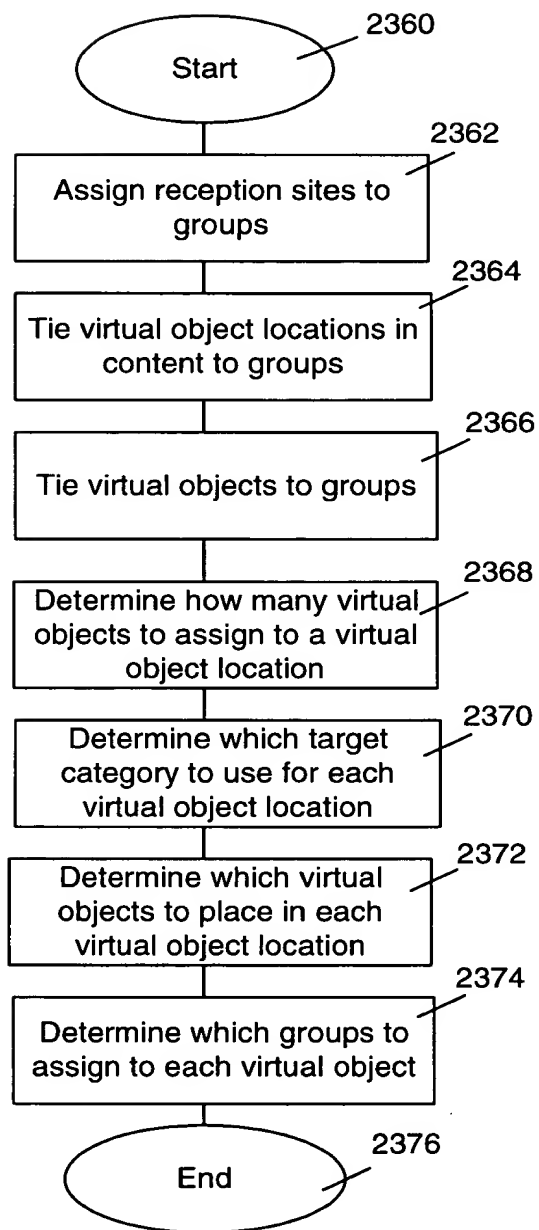 2360
Start
2362
Assign reception sites to
groups
2364
Tie virtual object locations in
content to groups
2366
Tie virtual objects to groups
2368
Determine how many virtual
objects to assign to a virtual
object location
2370
Determine which target
category to use for each
virtual object location
2372
Determine which virtual
objects to place in each
virtual object location
2374
Determine which groups to
assign to each virtual object
2376
End